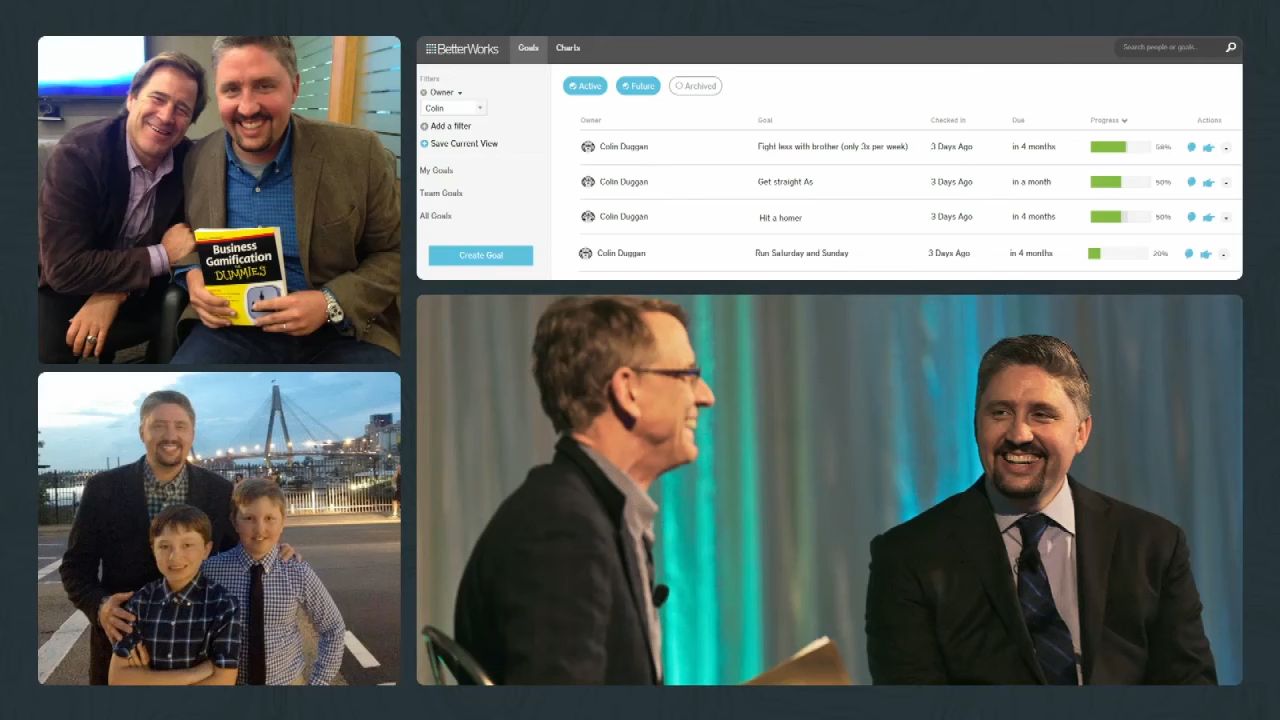 Business
Gamification
FOR
DUMMIES
BetterWorks
Goals
Charts
Search people or goals..
Filters
Owner
Colin
Add a filter
Save Current View
My Goals
Team Goals
All Goals
Create Goal
Active
Future
Archived
Owner Goal Checked in Due Progress Actions
Colin Duggan Fight less with brother (only 3x per week) 3 Days Ago in 4 months 58%
Colin Duggan Get straight As 3 Days Ago in a month 50%
Colin Duggan Hit a homer 3 Days Ago in 4 months 50%
Colin Duggan Run Saturday and Sunday 3 Days Ago in 4 months 20%